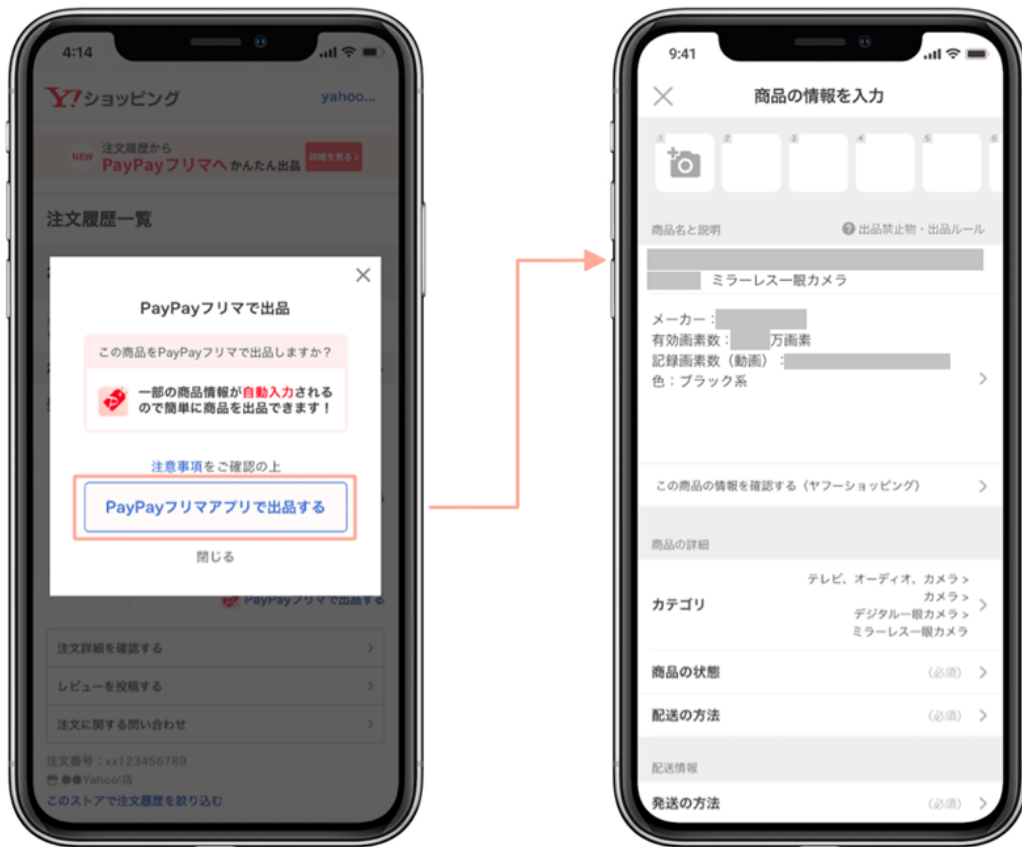 4:14
Y!ショッピング
yahoo...
NEW
注文履歴から
PayPayフリマへかんたん出品
詳細を見る>
注文履歴一覧
PayPayフリマで出品
この商品をPayPayフリマで出品しますか？
一部の商品情報が自動入力される
ので簡単に商品を出品できます！
注意事項をご確認の上
PayPayフリマアプリで出品する
閉じる
PayPayフリマで出品する
注文詳細を確認する
レビューを投稿する
注文に関する問い合わせ
注文番号：xx123456789
●●Yahoo!店
このストアで注文履歴を絞り込む
9:41
商品の情報を入力
1 2 3 4 5 6
商品名と説明
出品禁止物・出品ルール
ミラーレス一眼カメラ
メーカー：
有効画素数： 万画素
記録画素数（動画）：
色：ブラック系
この商品の情報を確認する（ヤフーショッピング）
商品の詳細
カテゴリ
テレビ、オーディオ、カメラ >
カメラ >
デジタル一眼カメラ >
ミラーレス一眼カメラ
商品の状態
（必須）
配送の方法
（必須）
配送情報
発送の方法
（必須）